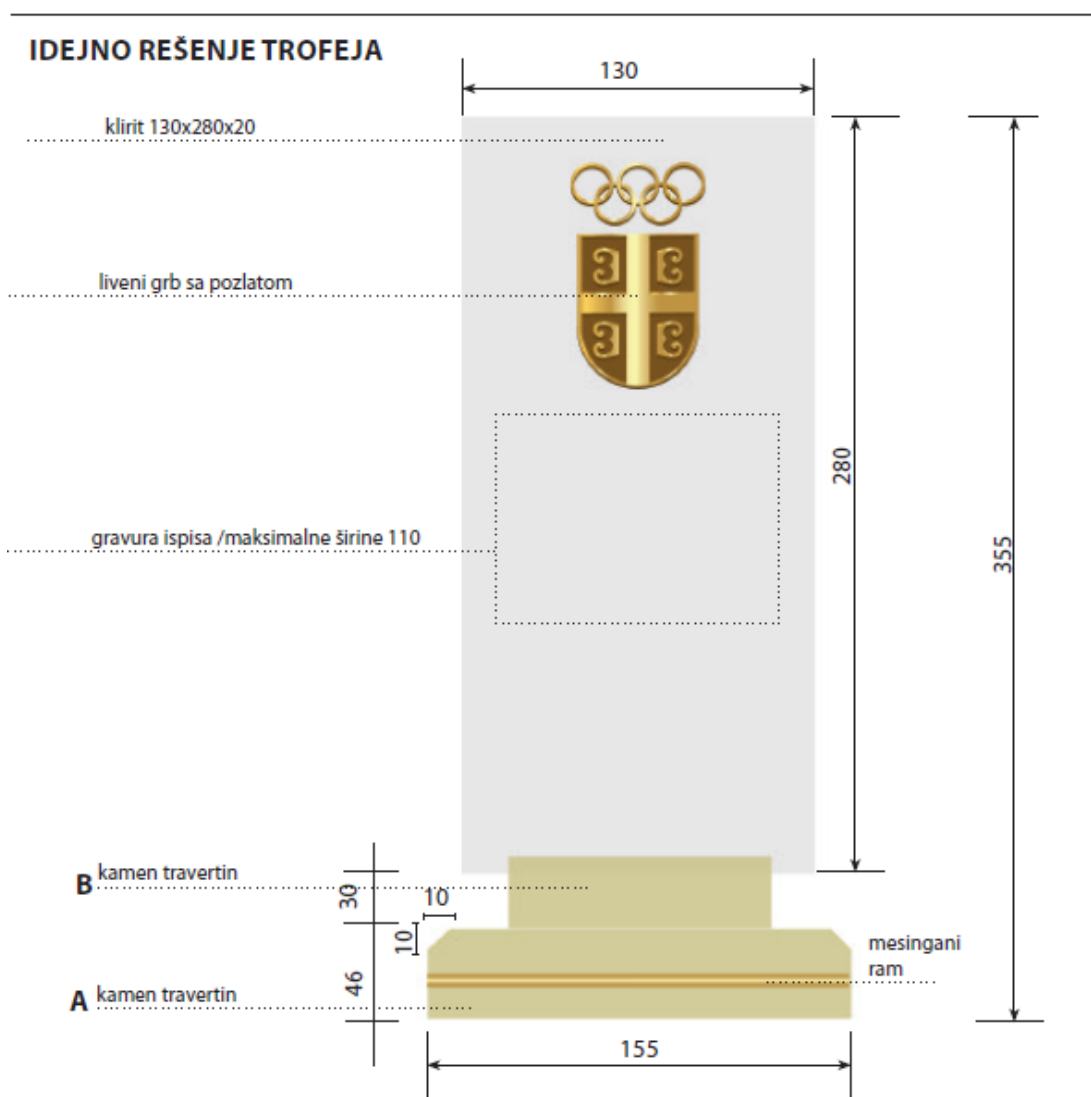 IDEJNO REŠENJE TROFEJA
130
klirit 130x280x20
liveni grb sa pozlatom
280
gravura ispisa /maksimalne širine 110
355
B kamen travertin
30
10
10
mesingani
ram
46
A kamen travertin
155